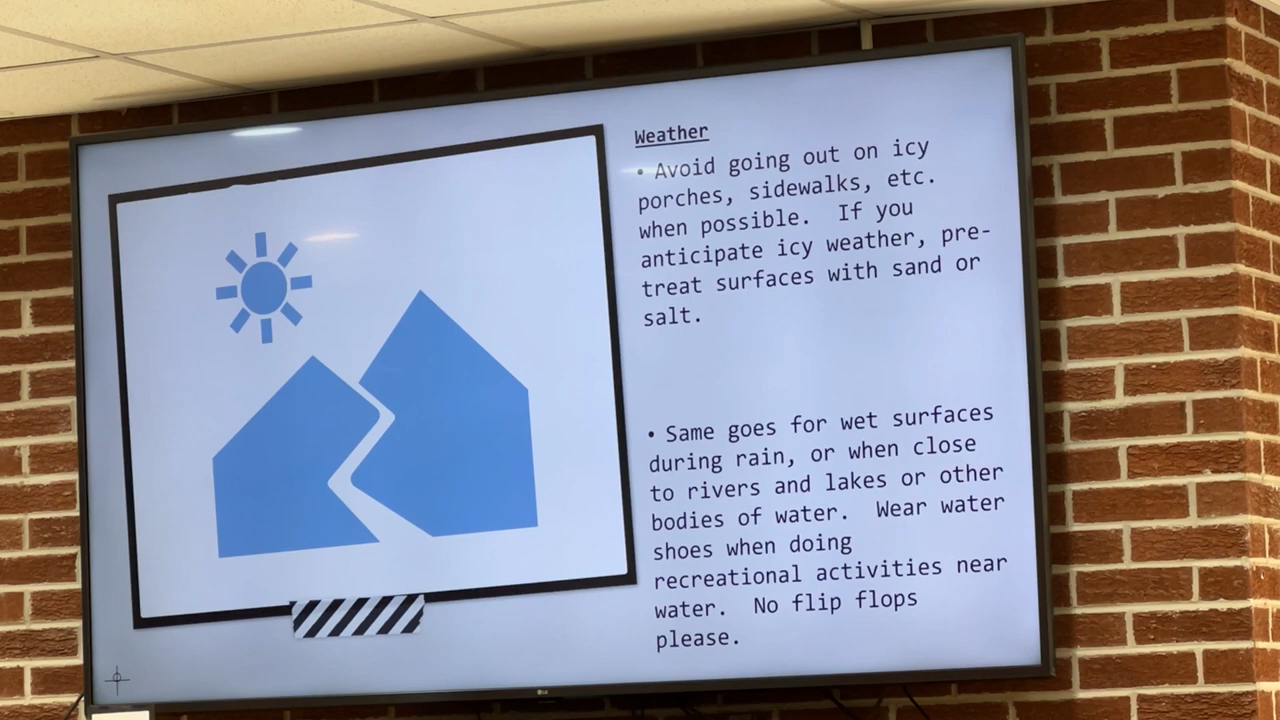 Weather
• Avoid going out on icy
porches, sidewalks, etc.
when possible.  If you
anticipate icy weather, pre-
treat surfaces with sand or
salt.
• Same goes for wet surfaces
during rain, or when close
to rivers and lakes or other
bodies of water.  Wear water
shoes when doing
recreational activities near
water.  No flip flops
please.
LG